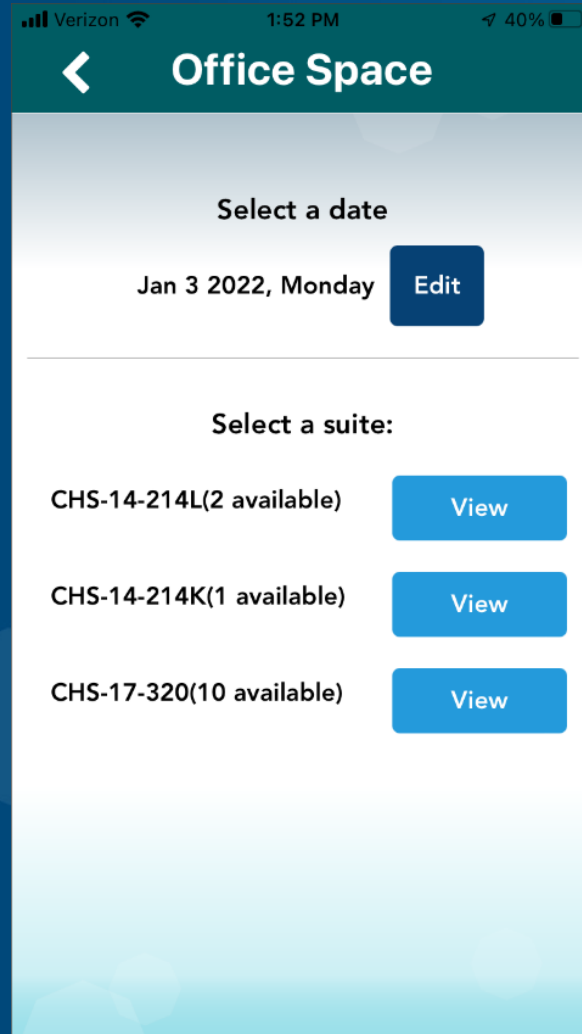 Verizon 1:52 PM 40%
Office Space
Select a date
Jan 3 2022, Monday Edit
Select a suite:
CHS-14-214L(2 available) View
CHS-14-214K(1 available) View
CHS-17-320(10 available) View